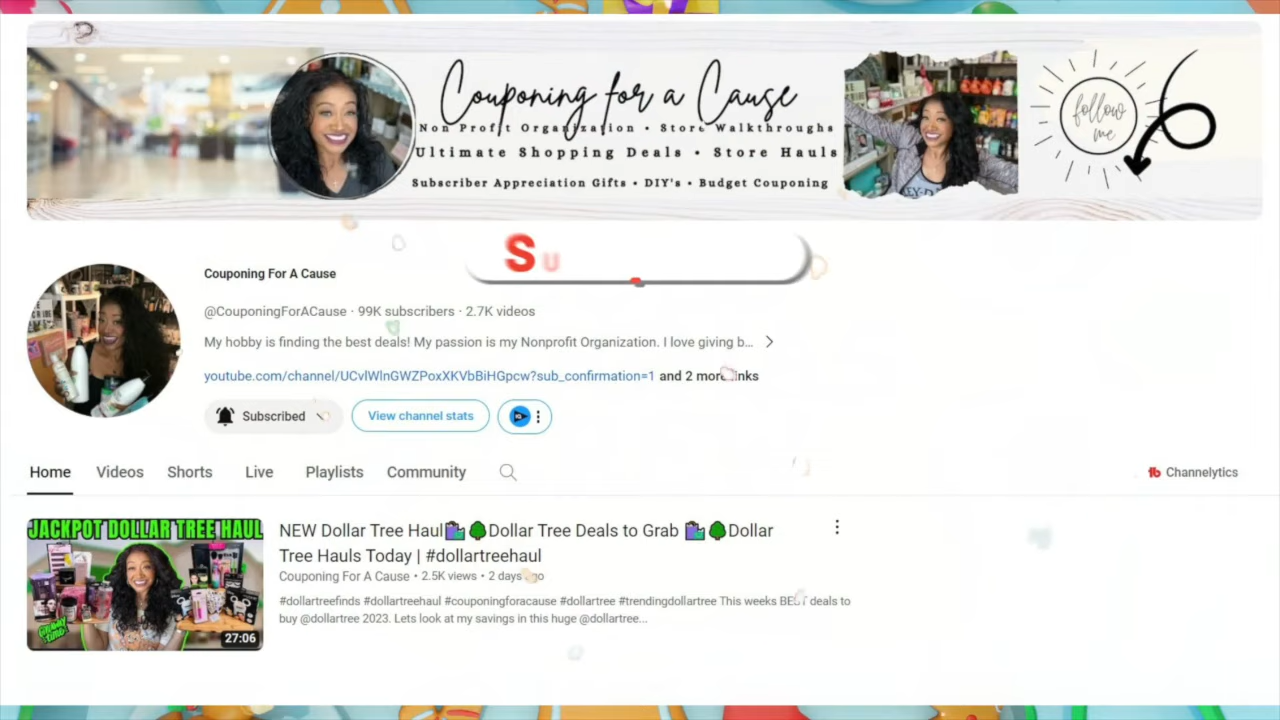 Couponing for a Cause
Non Profit Organization • Store Walkthroughs
Ultimate Shopping Deals • Store Hauls
Subscriber Appreciation Gifts • DIY's • Budget Couponing
follow
me
Su
Couponing For A Cause
@CouponingForACause · 99K subscribers · 2.7K videos
My hobby is finding the best deals! My passion is my Nonprofit Organization. I love giving b...
youtube.com/channel/UCvlWlnGWZPoxXKVbBiHGpcw?sub_confirmation=1 and 2 more links
Subscribed
View channel stats
Home Videos Shorts Live Playlists Community
Channelytics
JACKPOT DOLLAR TREE HAUL
27:06
NEW Dollar Tree Haul🛍️🌳Dollar Tree Deals to Grab 🛍️🌳Dollar
Tree Hauls Today | #dollartreehaul
Couponing For A Cause • 2.5K views • 2 days ago
#dollartreefinds #dollartreehaul #couponingforacause #dollartree #trendingdollartree This weeks BEST deals to
buy @dollartree 2023. Lets look at my savings in this huge @dollartree...